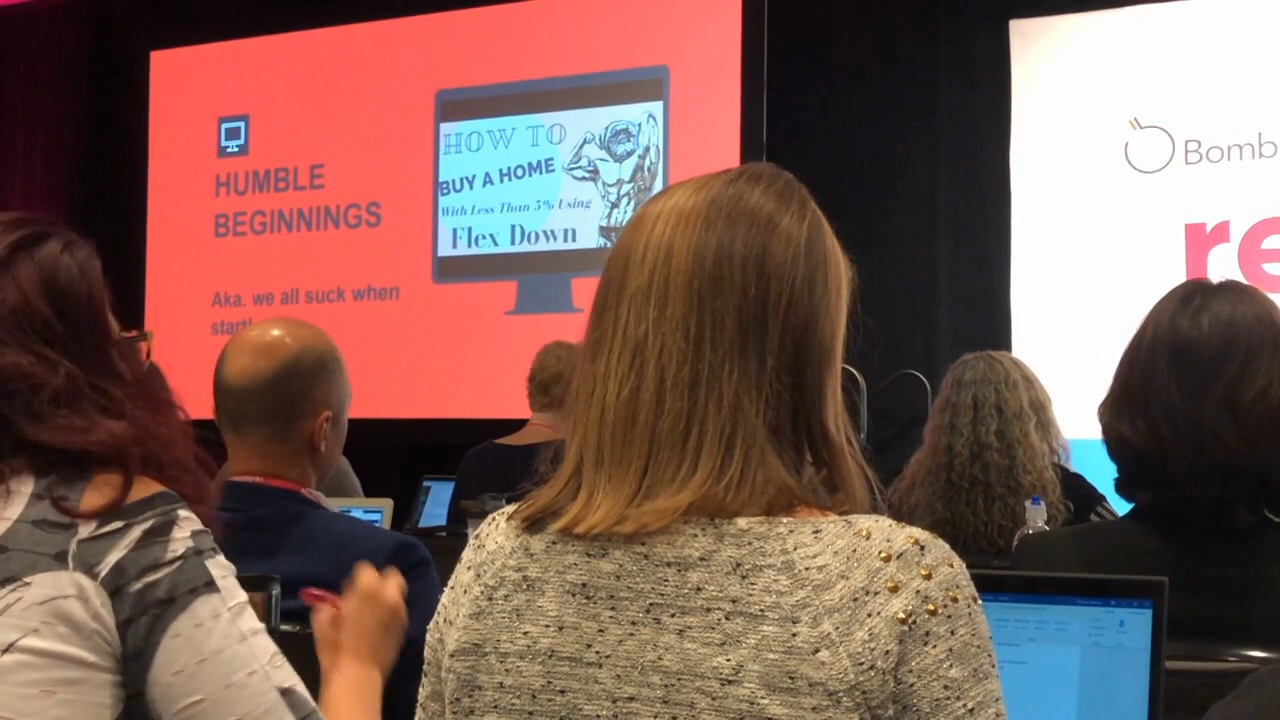 HUMBLE
BEGINNINGS
Aka. we all suck when
start!
HOW TO
BUY A HOME
With Less Than 5% Using
Flex Down
Bomb
re